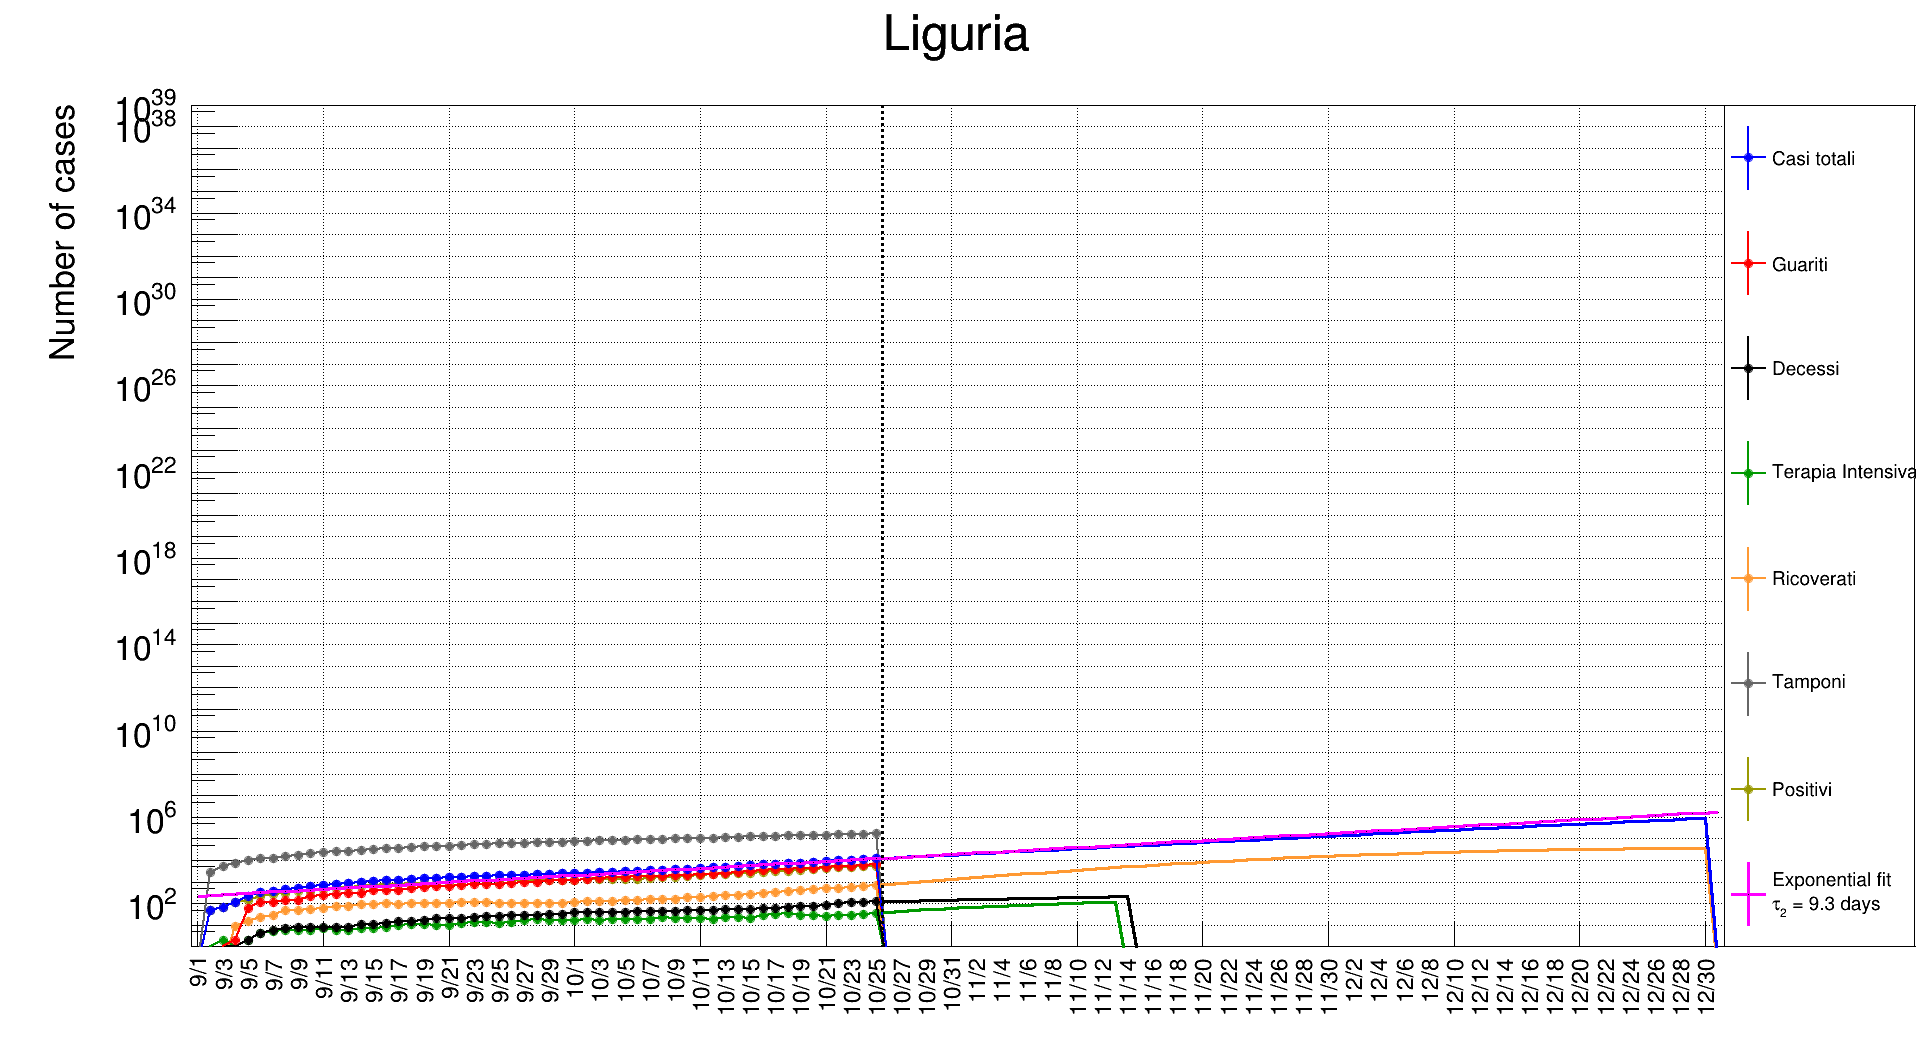 Liguria
Number of cases
10^39
10^38
10^34
10^30
10^26
10^22
10^18
10^14
10^10
10^6
10^2
9/1 9/3 9/5 9/7 9/9 9/11 9/13 9/15 9/17 9/19 9/21 9/23 9/25 9/27 9/29 10/1 10/3 10/5 10/7 10/9 10/11 10/13 10/15 10/17 10/19 10/21 10/23 10/25 10/27 10/29 10/31 11/2 11/4 11/6 11/8 11/10 11/12 11/14 11/16 11/18 11/20 11/22 11/24 11/26 11/28 11/30 12/2 12/4 12/6 12/8 12/10 12/12 12/14 12/16 12/18 12/20 12/22 12/24 12/26 12/28 12/30
Casi totali
Guariti
Decessi
Terapia Intensiva
Ricoverati
Tamponi
Positivi
Exponential fit
τ₂ = 9.3 days